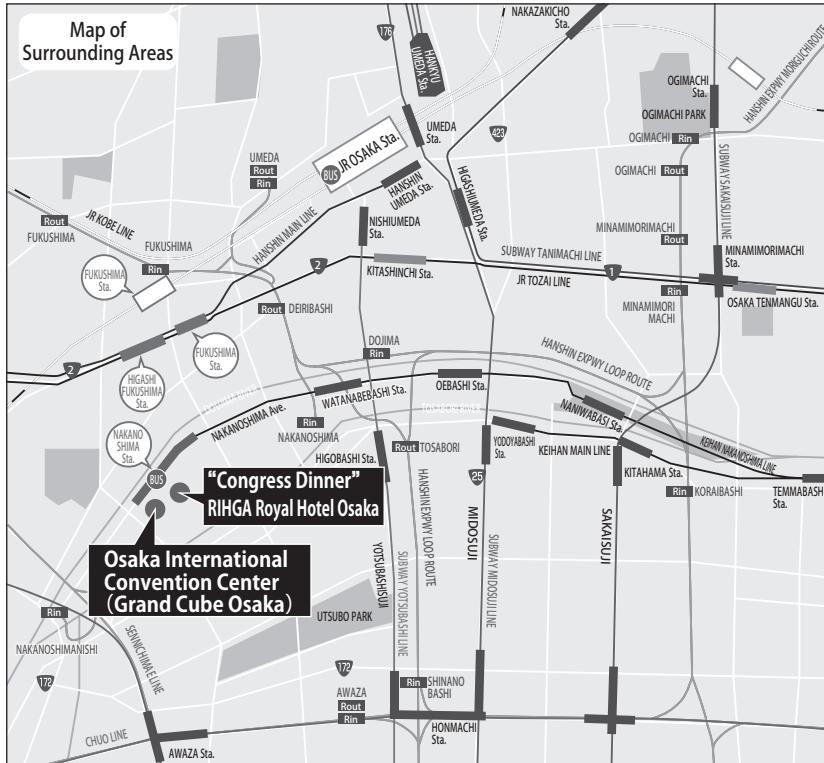 Map of
Surrounding Areas
NAKAZAKICHO
Sta.
176
HANKYU
UMEDA Sta.
HANSHIN EXPWY MORIGUCHI ROUTE
OGIMACHI
Sta.
OGIMACHI PARK
UMEDA
Sta.
423
OGIMACHI Rin
JR OSAKA Sta.
BUS
UMEDA
Rout
Rin
HANSHIN
UMEDA Sta.
HIGASHIUMEDA Sta.
OGIMACHI
Rout
SUBWAY SAKAISUJI LINE
JR KOBE LINE
Rout
FUKUSHIMA
HANSHIN MAIN LINE
NISHIUMEDA
Sta.
MINAMIMORIMACHI
Rout
FUKUSHIMA
Rin
SUBWAY TANIMACHI LINE
MINAMIMORIMACHI
Sta.
FUKUSHIMA
Sta.
2
KITASHINCHI Sta.
1
JR TOZAI LINE
Rin
MINAMIMORI
MACHI
OSAKA TENMANGU Sta.
Rout DEIRIBASHI
FUKUSHIMA
Sta.
DOJIMA
Rin
HANSHIN EXPWY LOOP ROUTE
2
HIGASHI
FUKUSHIMA
Sta.
OEBASHI Sta.
WATANABEBASHI Sta.
TOSABORI RIVER
NANIWABASI Sta.
NAKANOSHIMA Ave.
Rin
NAKANOSHIMA
NAKANO
SHIMA
Sta.
BUS
Rout TOSABORI
YODOYABASHI
Sta.
KEIHAN MAIN LINE
KEIHAN NAKANOSHIMA LINE
HIGOBASHI Sta.
KITAHAMA Sta.
TEMMABASH
Sta.
"Congress Dinner"
RIHGA Royal Hotel Osaka
25
Rin KORAIBASHI
HANSHIN EXPWY LOOP ROUTE
MIDOSUJI
SAKAISUJI
Osaka International
Convention Center
(Grand Cube Osaka)
YOTSUBASHISUJI
SUBWAY YOTSUBASHI LINE
SUBWAY MIDOSUJI LINE
UTSUBO PARK
Rin
NAKANOSHIMANISHI
SENNICHIMAE LINE
172
172
Rin SHINANO
BASHI
AWAZA
Rout
Rin
HONMACHI
Sta.
CHUO LINE
AWAZA Sta.